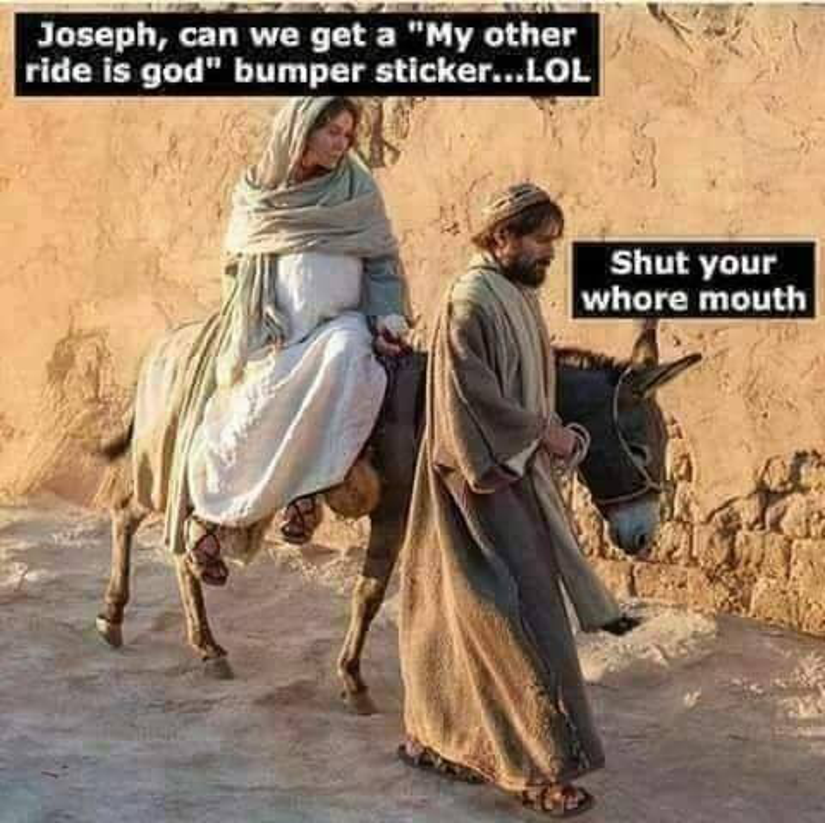 Joseph, can we get a "My other
ride is god" bumper sticker...LOL
Shut your
whore mouth